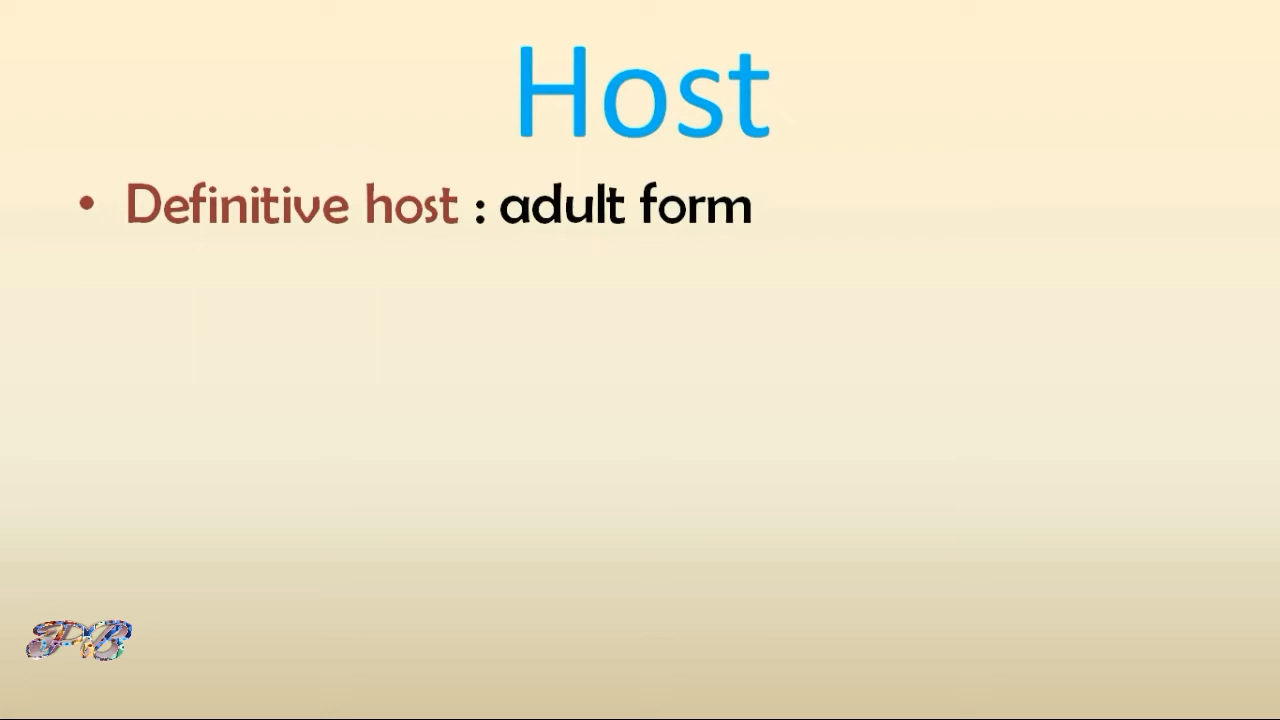 Host
• Definitive host : adult form